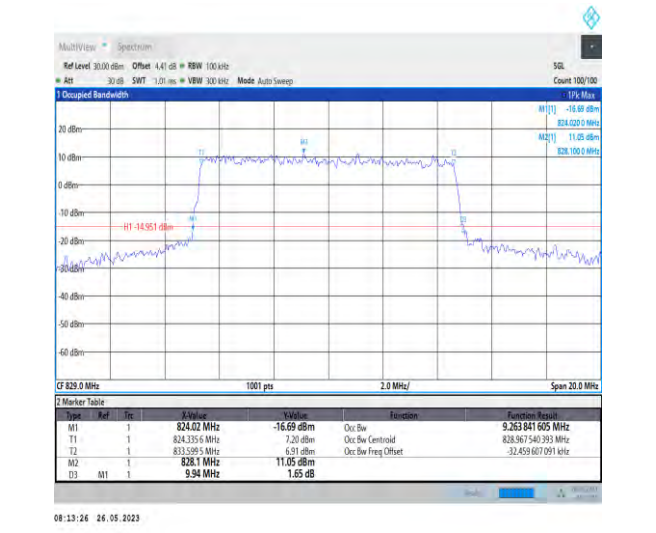 MultiView Spectrum
Ref Level 30.00 dBm Offset 4.41 dB RBW 100 kHz SGL
Att 30 dB SWT 1.01 ms VBW 300 kHz Mode Auto Sweep Count 100/100
1 Occupied Bandwidth 1Pk Max
M1[1] -16.69 dBm
824.020 0 MHz
M2[1] 11.05 dBm
828.100 0 MHz
20 dBm
M2
T1 T2
10 dBm
0 dBm
-10 dBm
M1 D3
H1 -14.951 dBm
-20 dBm
-30 dBm
-40 dBm
-50 dBm
-60 dBm
CF 829.0 MHz 1001 pts 2.0 MHz/ Span 20.0 MHz
2 Marker Table
Type Ref Trc X-Value Y-Value Function Function Result
M1 1 824.02 MHz -16.69 dBm Occ Bw 9.263 841 605 MHz
T1 1 824.335 6 MHz 7.20 dBm Occ Bw Centroid 828.967 540 393 MHz
T2 1 833.599 5 MHz 6.91 dBm Occ Bw Freq Offset -32.459 607 091 kHz
M2 1 828.1 MHz 11.05 dBm
D3 M1 1 9.94 MHz 1.65 dB
08:13:26 26.05.2023